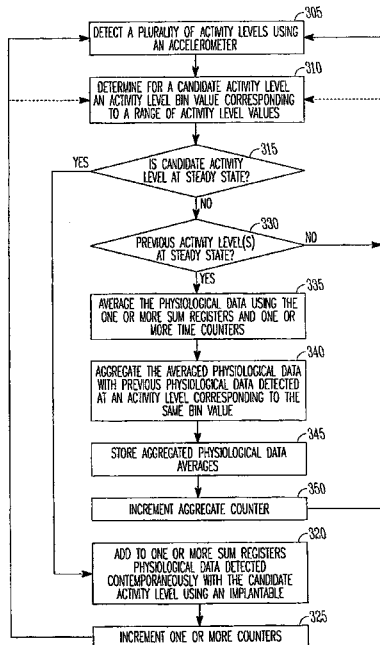 305
DETECT A PLURALITY OF ACTIVITY LEVELS USING
AN ACCELEROMETER
310
DETERMINE FOR A CANDIDATE ACTIVITY LEVEL
AN ACTIVITY LEVEL BIN VALUE CORRESPONDING
TO A RANGE OF ACTIVITY LEVEL VALUES
315
YES
IS CANDIDATE ACTIVITY
LEVEL AT STEADY STATE?
NO
330
PREVIOUS ACTIVITY LEVEL(S)
AT STEADY STATE?
NO
YES
335
AVERAGE THE PHYSIOLOGICAL DATA USING THE
ONE OR MORE SUM REGISTERS AND ONE OR
MORE TIME COUNTERS
340
AGGREGATE THE AVERAGED PHYSIOLOGICAL DATA
WITH PREVIOUS PHYSIOLOGICAL DATA DETECTED
AT AN ACTIVITY LEVEL CORRESPONDING TO THE
SAME BIN VALUE
345
STORE AGGREGATED PHYSIOLOGICAL DATA
AVERAGES
350
INCREMENT AGGREGATE COUNTER
320
ADD TO ONE OR MORE SUM REGISTERS
PHYSIOLOGICAL DATA DETECTED
CONTEMPORANEOUSLY WITH THE CANDIDATE
ACTIVITY LEVEL USING AN IMPLANTABLE
325
INCREMENT ONE OR MORE COUNTERS